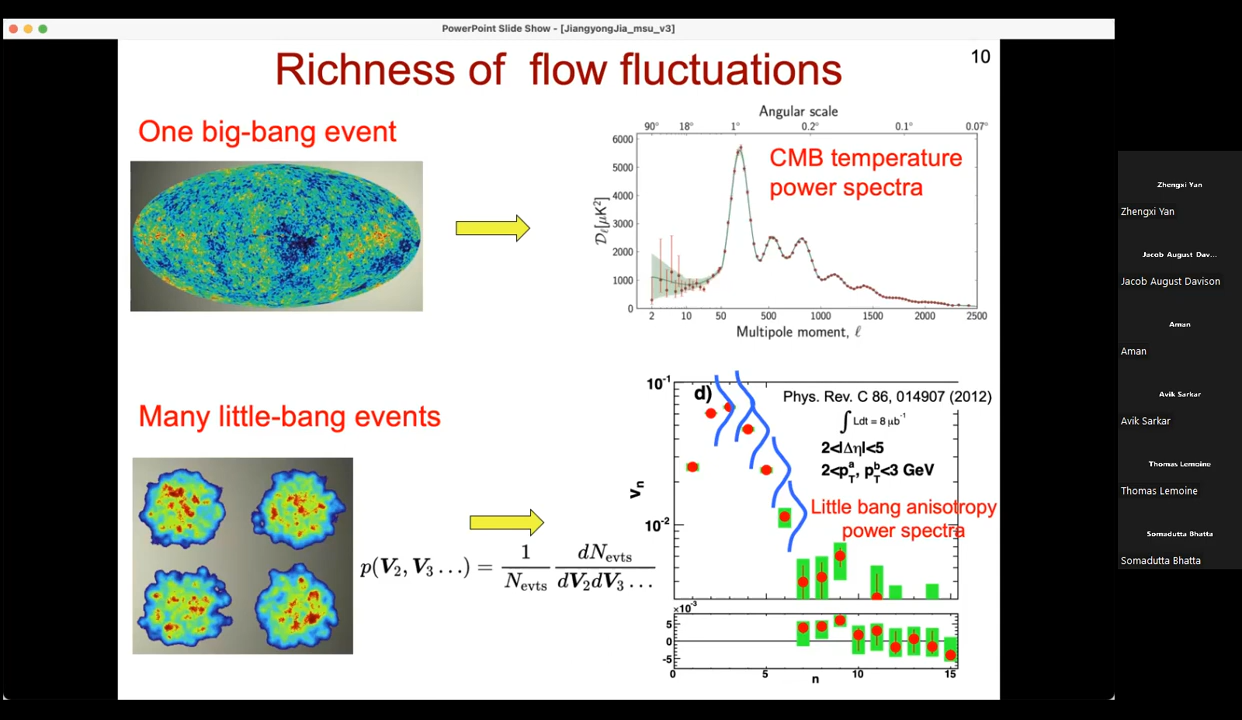 PowerPoint Slide Show - [JiangyongJia_msu_v3]
Richness of flow fluctuations
10
One big-bang event
Angular scale
90° 18° 1° 0.2° 0.1° 0.07°
CMB temperature
power spectra
6000
5000
4000
3000
2000
1000
0
𝒟ℓ[μK²]
2 10 50 500 1000 1500 2000 2500
Multipole moment, ℓ
Many little-bang events
p(V₂, V₃ …) = 1/N_evts dN_evts/dV₂dV₃ …
d)
Phys. Rev. C 86, 014907 (2012)
∫ Ldt = 8 μb⁻¹
2<|Δη|<5
2<p_T^a, p_T^b<3 GeV
Little bang anisotropy
power spectra
10⁻¹
10⁻²
vₙ
×10⁻³
5
0
-5
0 5 10 15
n
Zhengxi Yan
Zhengxi Yan
Jacob August Dav...
Jacob August Davison
Aman
Aman
Avik Sarkar
Avik Sarkar
Thomas Lemoine
Thomas Lemoine
Somadutta Bhatta
Somadutta Bhatta